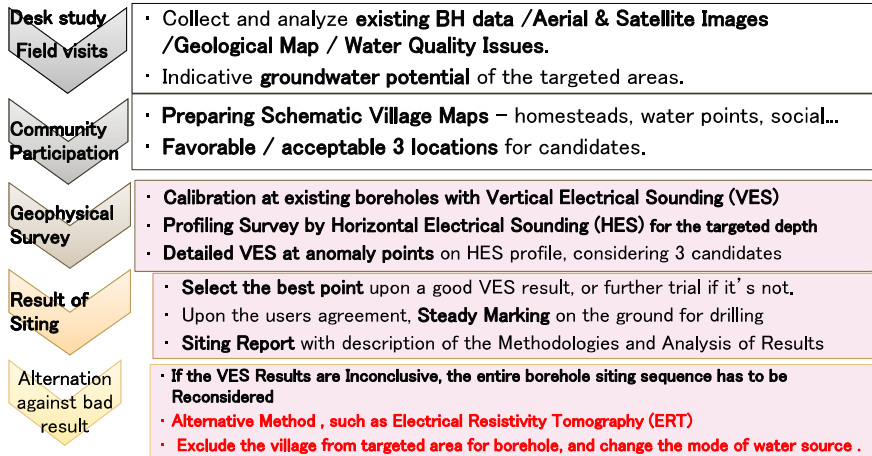 Desk study
Field visits
· Collect and analyze existing BH data /Aerial & Satellite Images
/Geological Map / Water Quality Issues.
· Indicative groundwater potential of the targeted areas.
Community
Participation
· Preparing Schematic Village Maps – homesteads, water points, social...
· Favorable / acceptable 3 locations for candidates.
Geophysical
Survey
· Calibration at existing boreholes with Vertical Electrical Sounding (VES)
· Profiling Survey by Horizontal Electrical Sounding (HES) for the targeted depth
· Detailed VES at anomaly points on HES profile, considering 3 candidates
Result of
Siting
· Select the best point upon a good VES result, or further trial if it's not.
· Upon the users agreement, Steady Marking on the ground for drilling
· Siting Report with description of the Methodologies and Analysis of Results
Alternation
against bad
result
· If the VES Results are Inconclusive, the entire borehole siting sequence has to be
Reconsidered
· Alternative Method , such as Electrical Resistivity Tomography (ERT)
· Exclude the village from targeted area for borehole, and change the mode of water source .